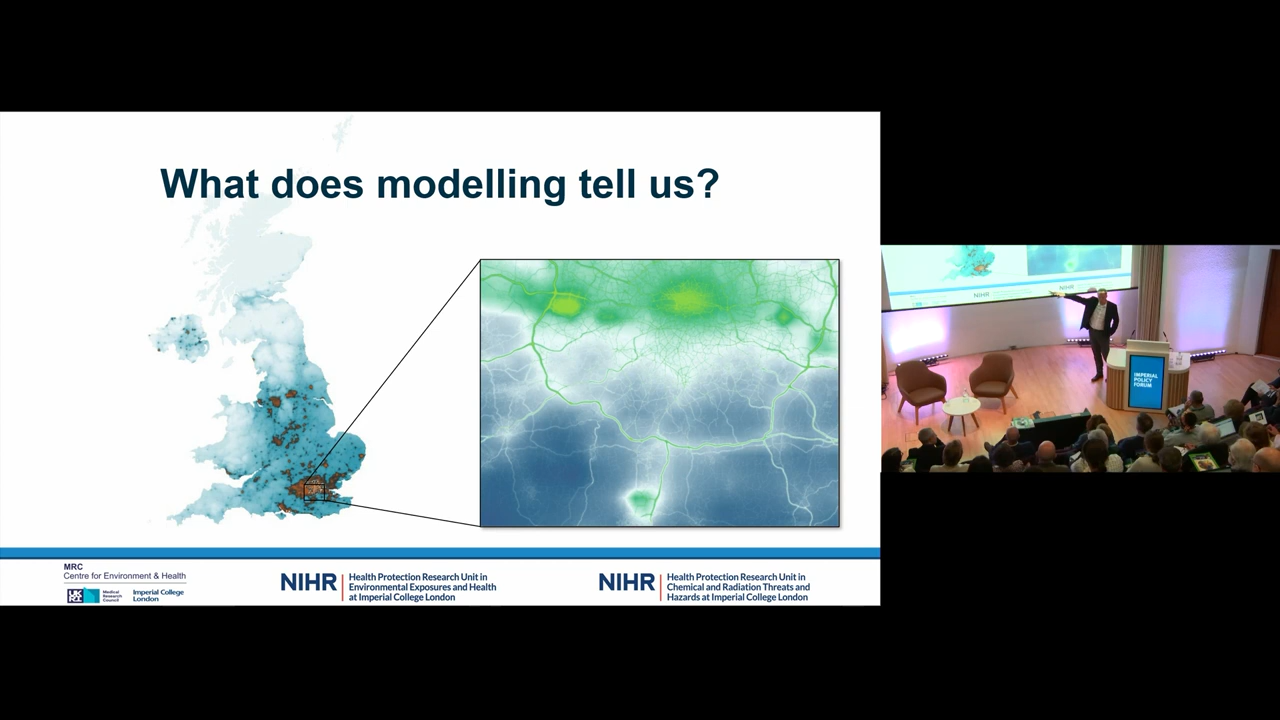 What does modelling tell us?
MRC
Centre for Environment & Health
Medical
Research
Council
Imperial College
London
NIHR
Health Protection Research Unit in
Environmental Exposures and Health
at Imperial College London
NIHR
Health Protection Research Unit in
Chemical and Radiation Threats and
Hazards at Imperial College London
NIHR
NIHR
IMPERIAL
POLICY
FORUM